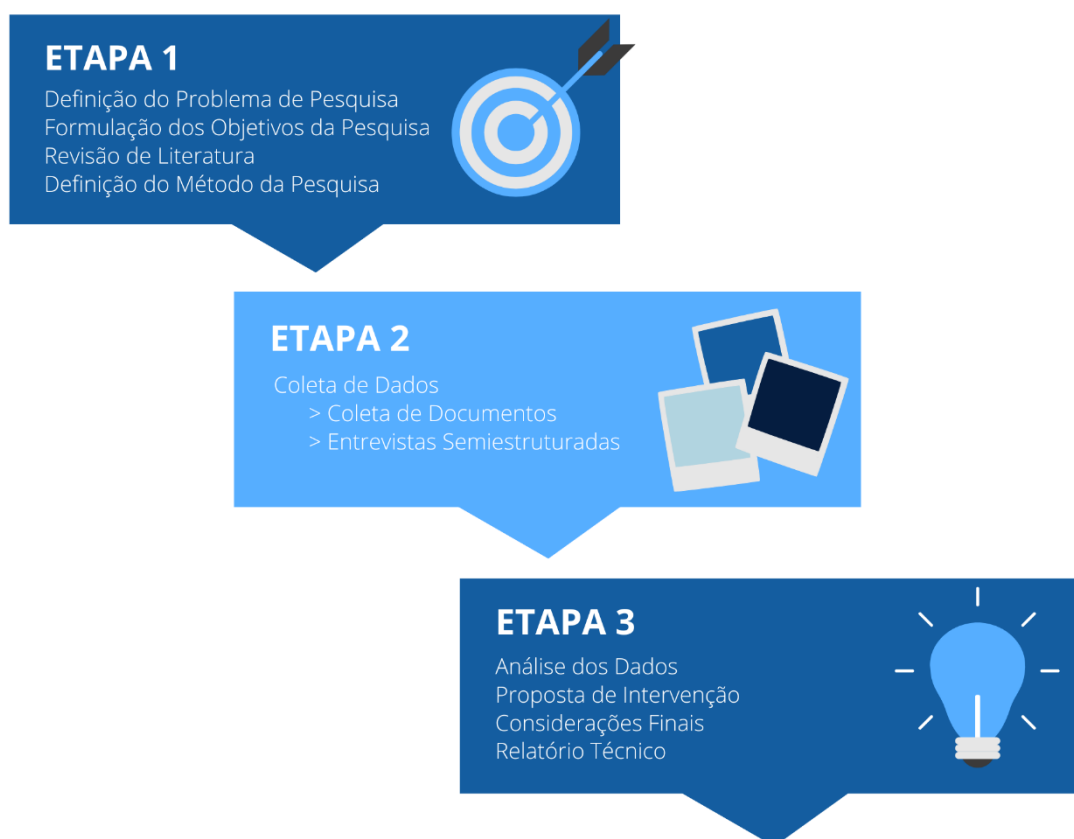 ETAPA 1
Definição do Problema de Pesquisa
Formulação dos Objetivos da Pesquisa
Revisão de Literatura
Definição do Método da Pesquisa
ETAPA 2
Coleta de Dados
> Coleta de Documentos
> Entrevistas Semiestruturadas
ETAPA 3
Análise dos Dados
Proposta de Intervenção
Considerações Finais
Relatório Técnico